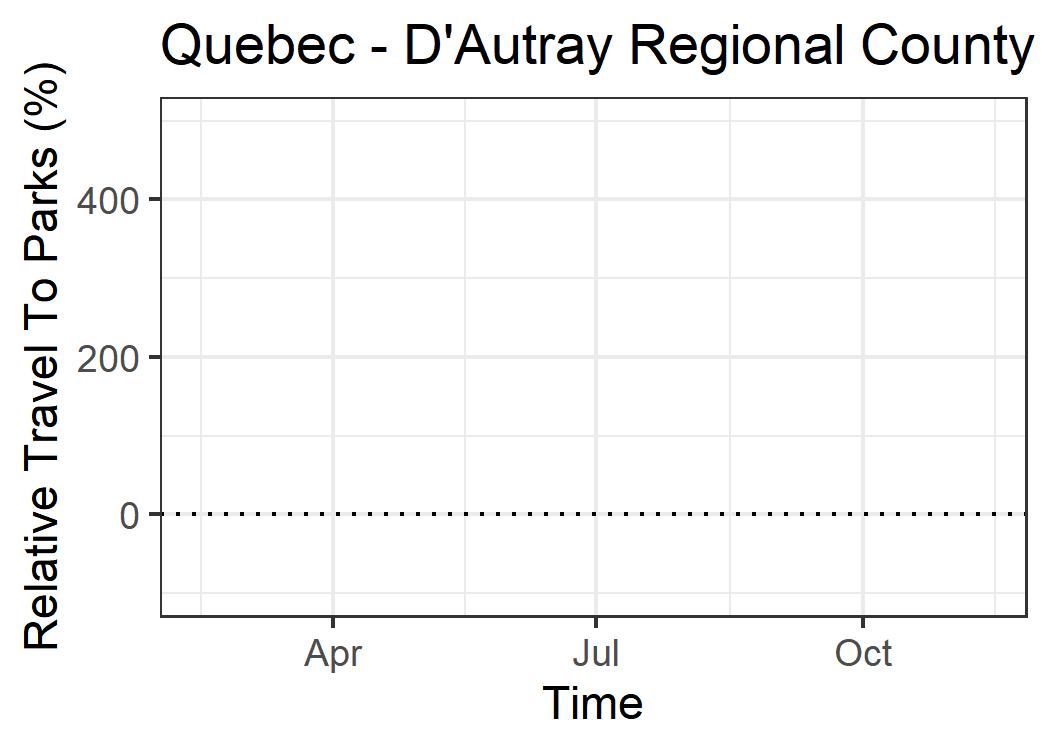 Quebec - D'Autray Regional County
Relative Travel To Parks (%)
400
200
0
Apr
Jul
Oct
Time